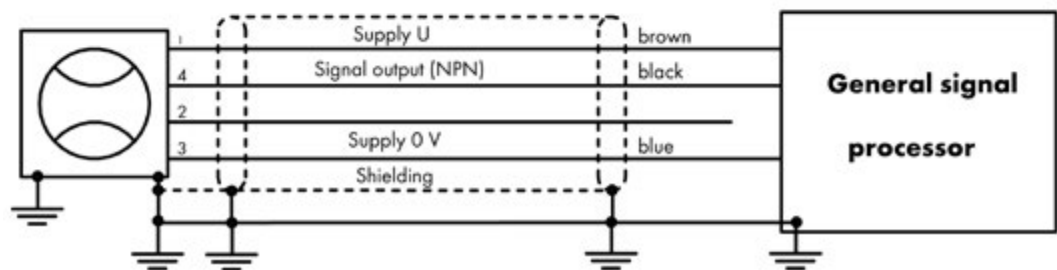 1 Supply U brown
4 Signal output (NPN) black
2
3 Supply 0 V blue
Shielding
General signal
processor